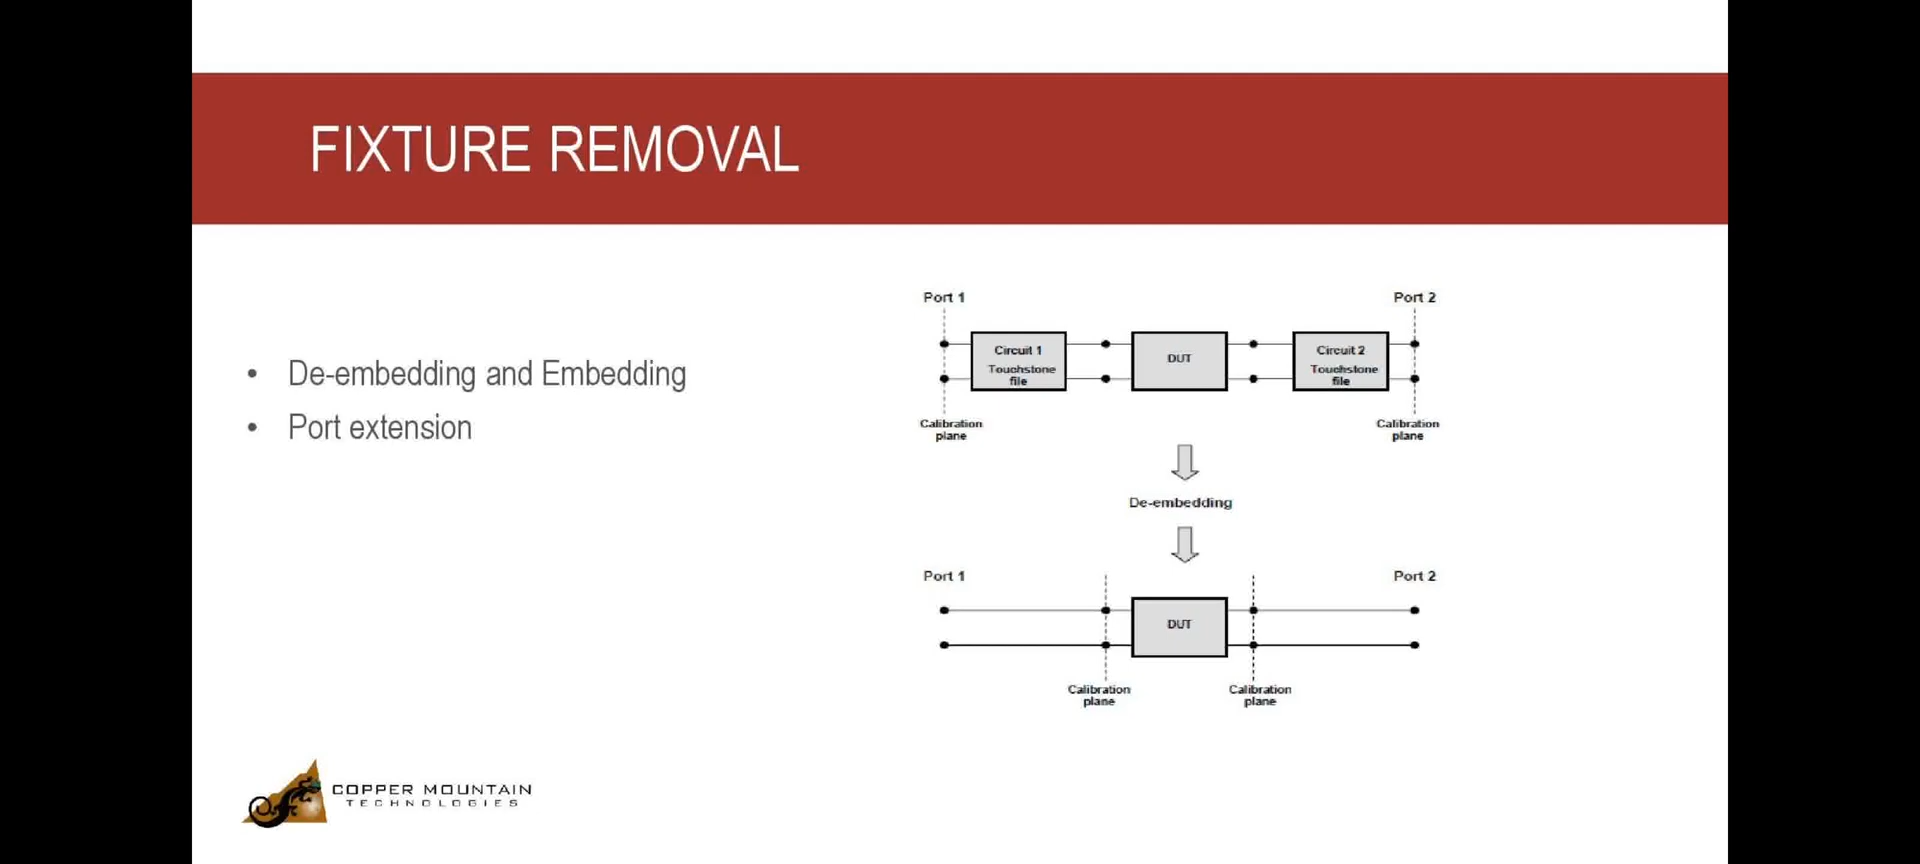 FIXTURE REMOVAL
• De-embedding and Embedding
• Port extension
Port 1
Port 2
Circuit 1
Touchstone
file
DUT
Circuit 2
Touchstone
file
Calibration
plane
Calibration
plane
De-embedding
Port 1
Port 2
DUT
Calibration
plane
Calibration
plane
COPPER MOUNTAIN
TECHNOLOGIES